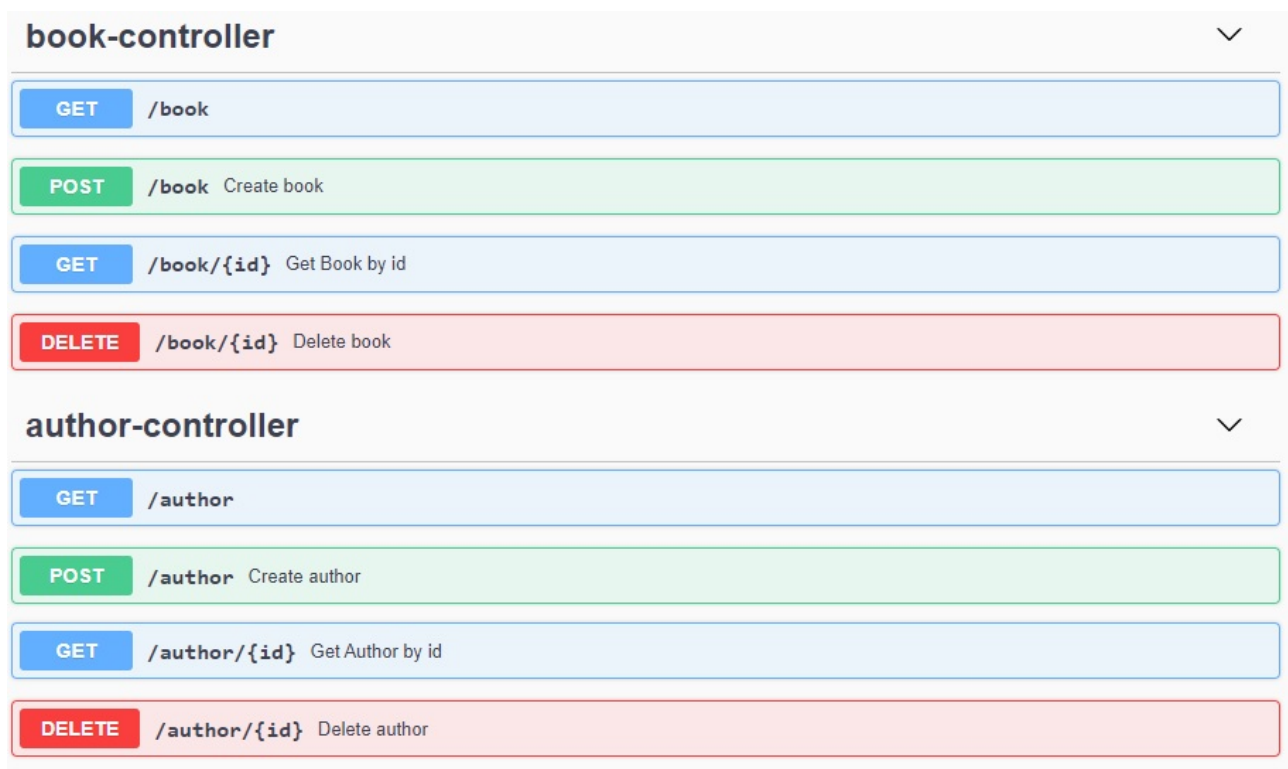 book-controller
GET /book
POST /book Create book
GET /book/{id} Get Book by id
DELETE /book/{id} Delete book
author-controller
GET /author
POST /author Create author
GET /author/{id} Get Author by id
DELETE /author/{id} Delete author